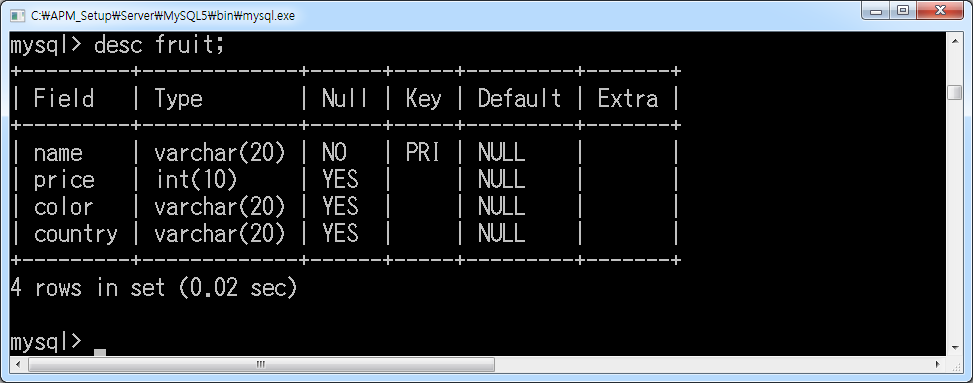 C:₩APM_Setup₩Server₩MySQL5₩bin₩mysql.exe
mysql> desc fruit;
+---------+-------------+------+-----+---------+-------+
| Field   | Type        | Null | Key | Default | Extra |
+---------+-------------+------+-----+---------+-------+
| name    | varchar(20) | NO   | PRI | NULL    |       |
| price   | int(10)     | YES  |     | NULL    |       |
| color   | varchar(20) | YES  |     | NULL    |       |
| country | varchar(20) | YES  |     | NULL    |       |
+---------+-------------+------+-----+---------+-------+
4 rows in set (0.02 sec)
mysql>